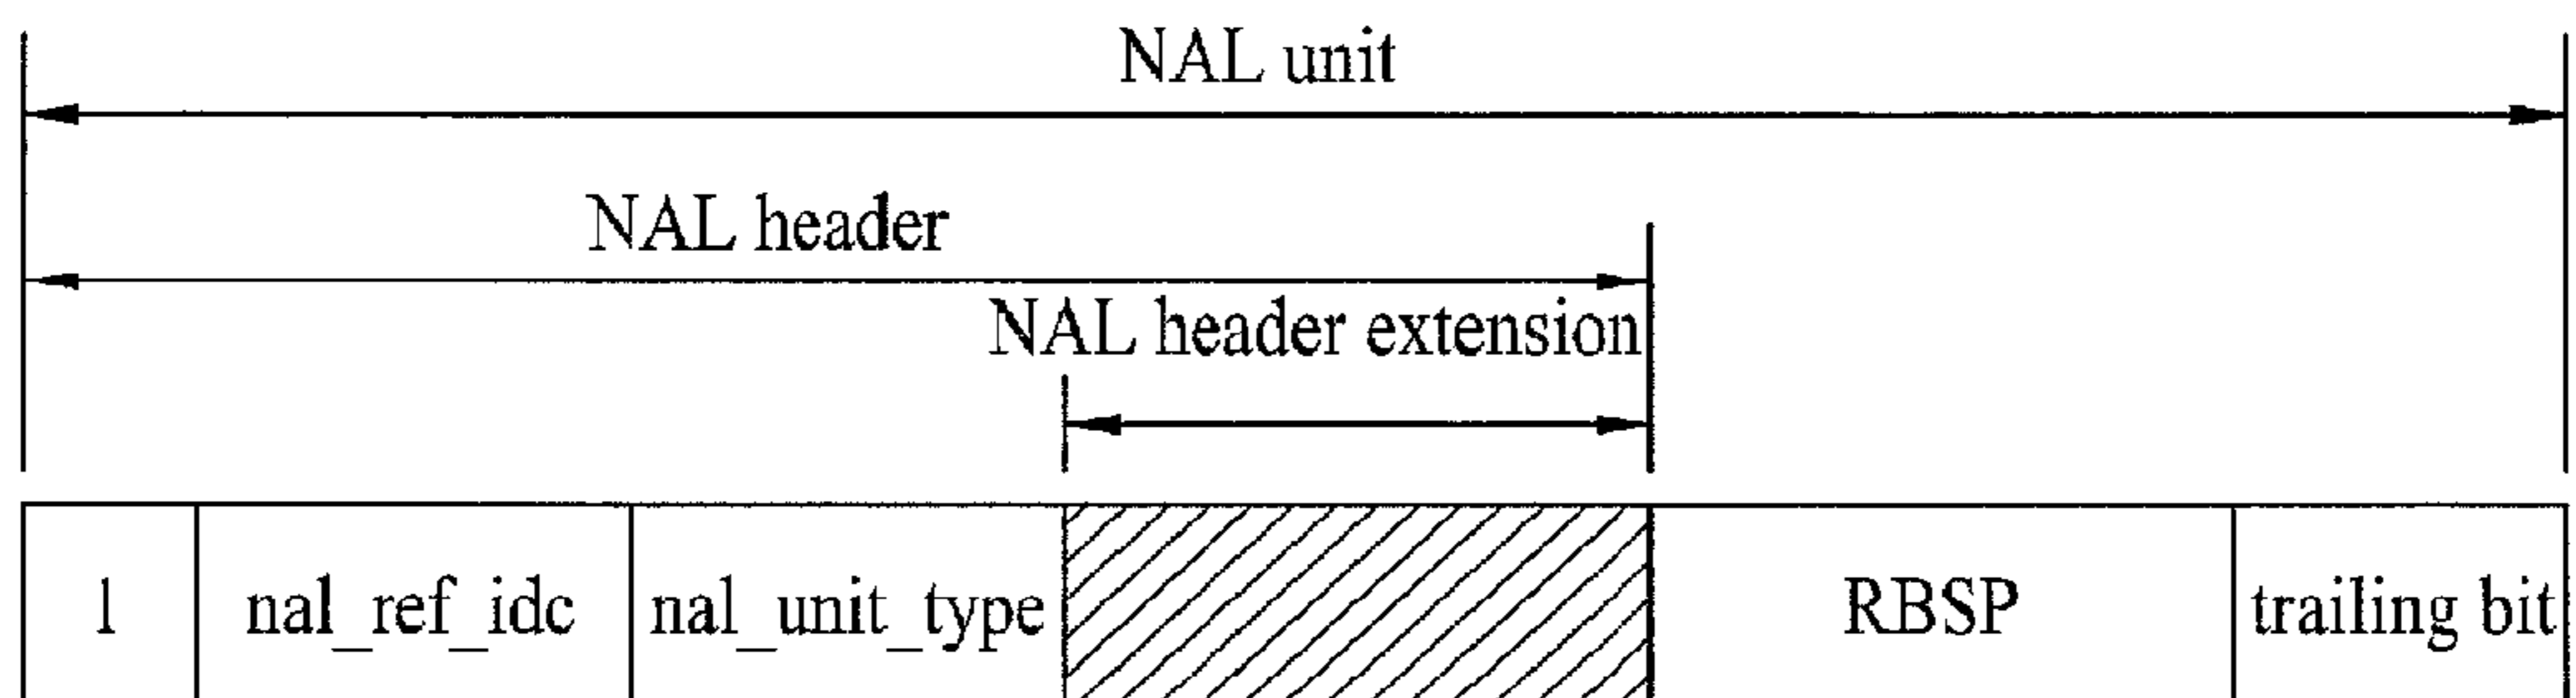 NAL unit
NAL header
NAL header extension
1 nal_ref_idc nal_unit_type RBSP trailing bit